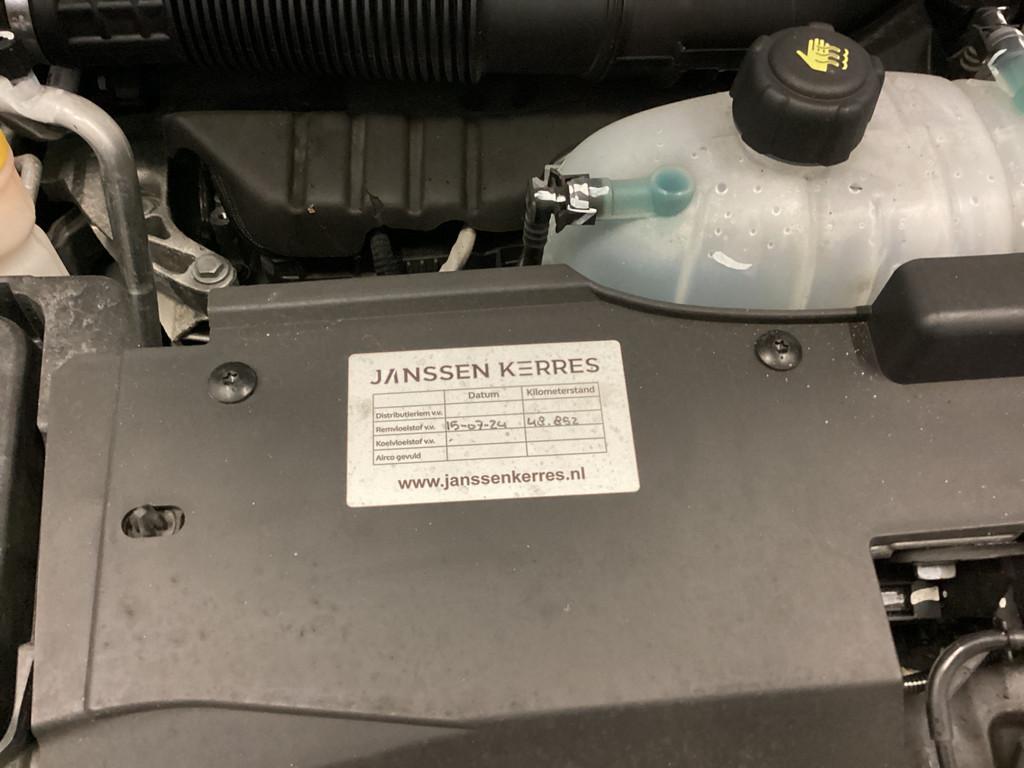 JANSSEN KERRES
Datum Kilometerstand
Distributieriem v.v.
Remvloeistof v.v. 15-07-24 48.852
Koelvloeistof v.v.
Airco gevuld
www.janssenkerres.nl